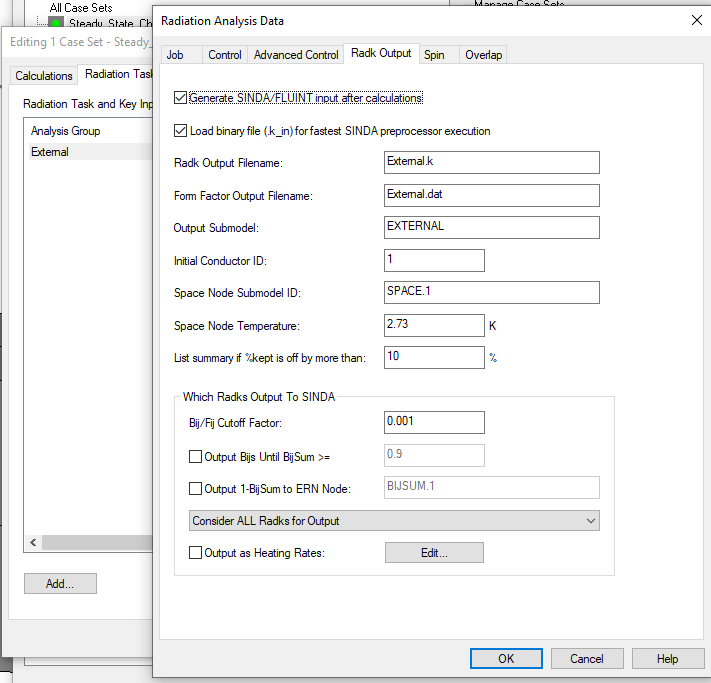 All Case Sets
Manage Case Sets
Steady_State_Ch
Editing 1 Case Set - Steady_
Calculations
Radiation Task
Radiation Task and Key Inp
Analysis Group
External
Add...
Radiation Analysis Data
Job
Control
Advanced Control
Radk Output
Spin
Overlap
Generate SINDA/FLUINT input after calculations
Load binary file (.k_in) for fastest SINDA preprocessor execution
Radk Output Filename: External.k
Form Factor Output Filename: External.dat
Output Submodel: EXTERNAL
Initial Conductor ID: 1
Space Node Submodel ID: SPACE.1
Space Node Temperature: 2.73 K
List summary if %kept is off by more than: 10 %
Which Radks Output To SINDA
Bij/Fij Cutoff Factor: 0.001
Output Bijs Until BijSum >= 0.9
Output 1-BijSum to ERN Node: BIJSUM.1
Consider ALL Radks for Output
Output as Heating Rates: Edit...
OK
Cancel
Help